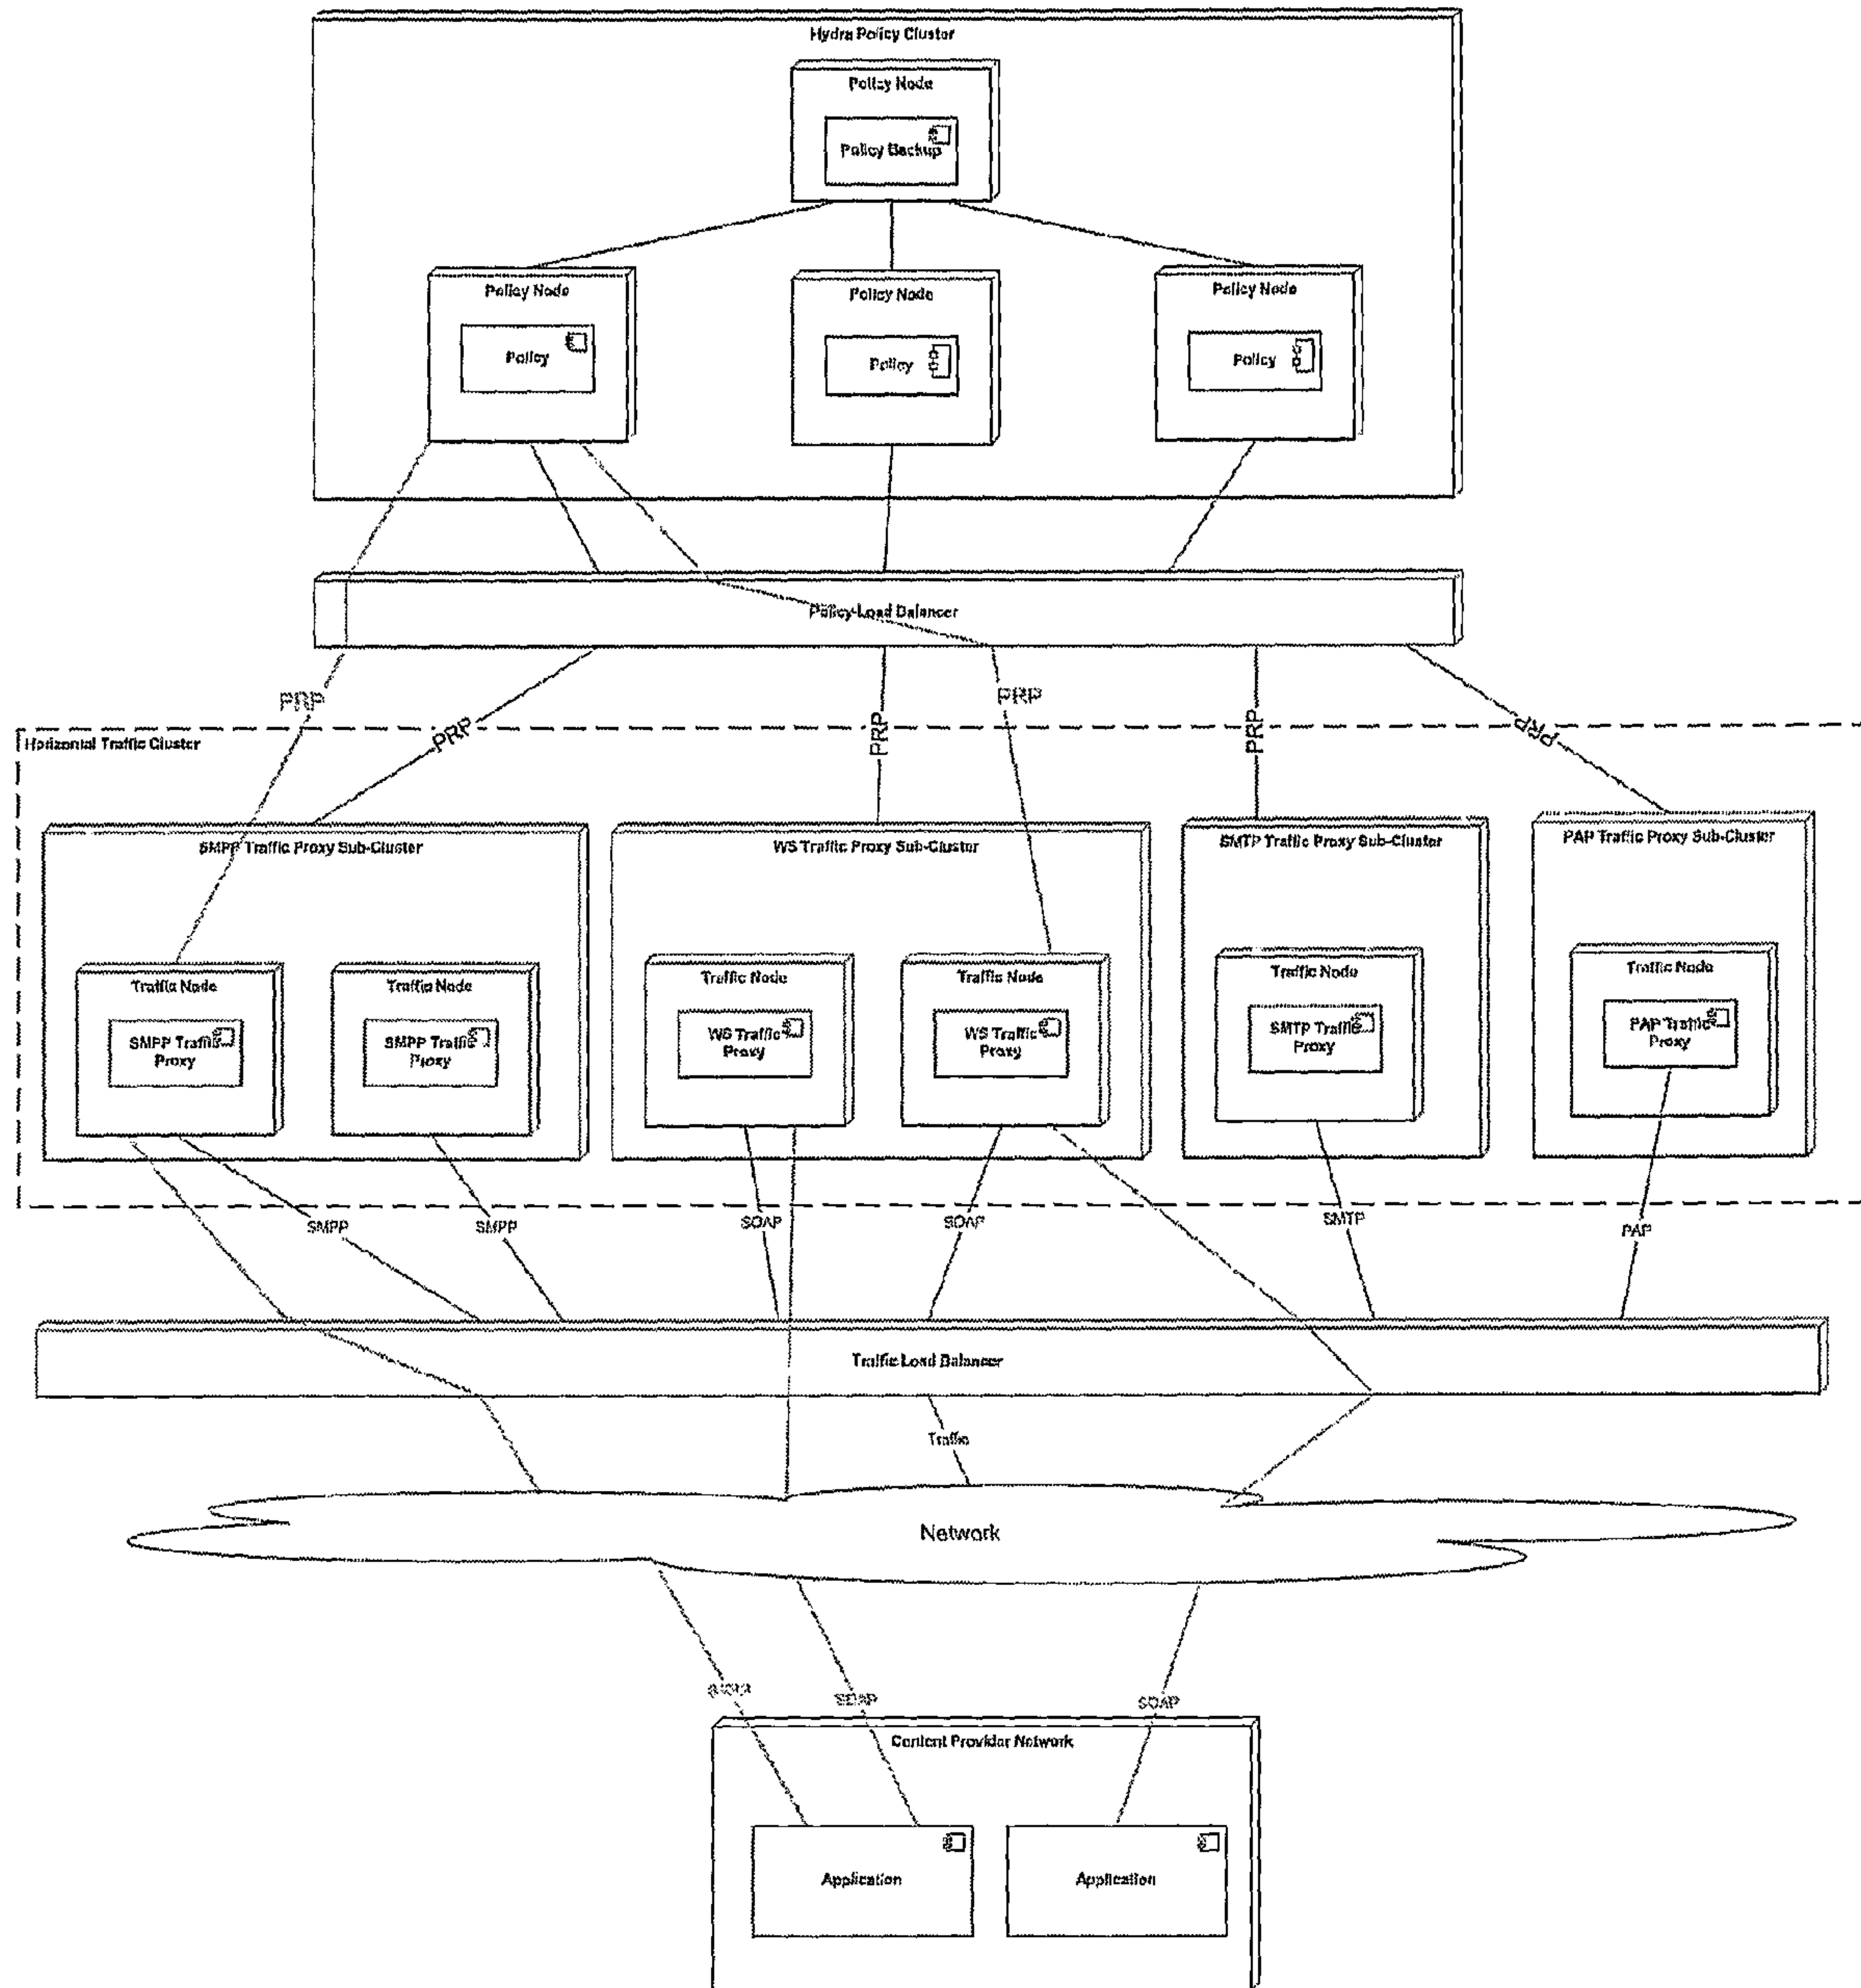 Hydra Policy Cluster
Policy Node
Policy Backup
Policy Node
Policy
Policy Node
Policy
Policy Node
Policy
Policy Load Balancer
PRP
PRP
PRP
PRP
PRP
PRP
Horizontal Traffic Cluster
SMPP Traffic Proxy Sub-Cluster
Traffic Node
SMPP Traffic
Proxy
Traffic Node
SMPP Traffic
Proxy
WS Traffic Proxy Sub-Cluster
Traffic Node
WS Traffic
Proxy
Traffic Node
WS Traffic
Proxy
SMTP Traffic Proxy Sub-Cluster
Traffic Node
SMTP Traffic
Proxy
PAP Traffic Proxy Sub-Cluster
Traffic Node
PAP Traffic
Proxy
SMPP
SMPP
SOAP
SOAP
SMTP
PAP
Traffic Load Balancer
Traffic
Network
SOAP
SOAP
Content Provider Network
Application
Application